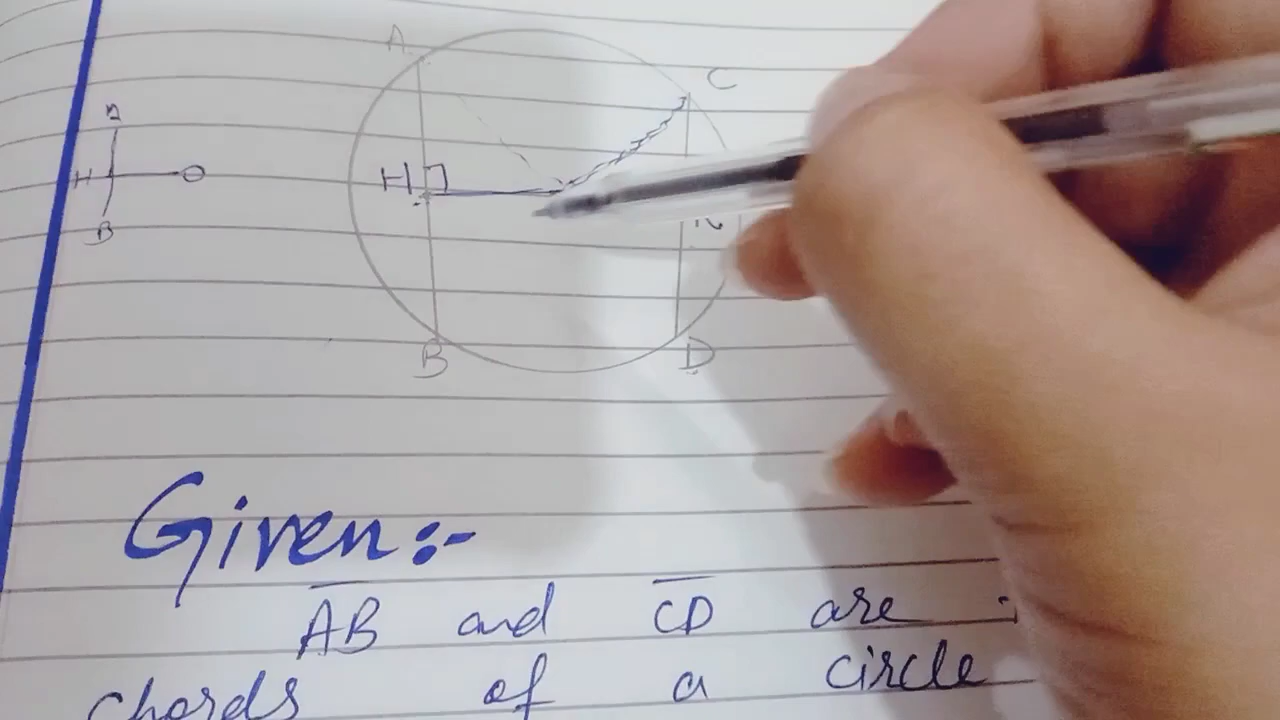 A
C
A
H
O
H
B
B
D
Given:-
AB and CD are
chords of a circle